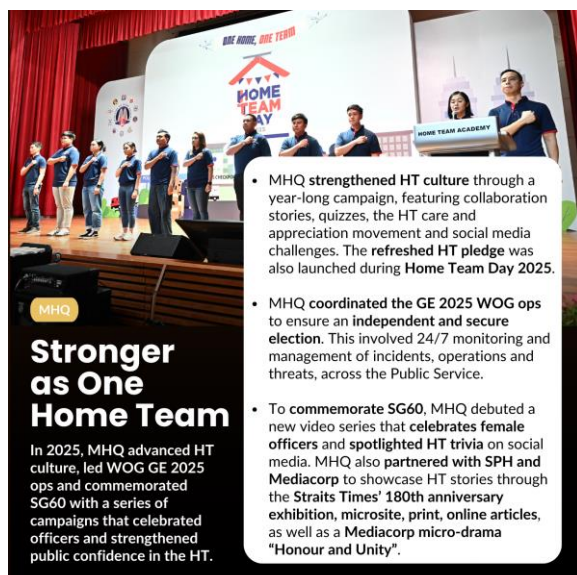 ONE HOME, ONE TEAM
HOME
TEAM
DAY
HOME TEAM ACADEMY
MHQ
Stronger
as One
Home Team
In 2025, MHQ advanced HT
culture, led WOG GE 2025
ops and commemorated
SG60 with a series of
campaigns that celebrated
officers and strengthened
public confidence in the HT.
• MHQ strengthened HT culture through a
year-long campaign, featuring collaboration
stories, quizzes, the HT care and
appreciation movement and social media
challenges. The refreshed HT pledge was
also launched during Home Team Day 2025.
• MHQ coordinated the GE 2025 WOG ops
to ensure an independent and secure
election. This involved 24/7 monitoring and
management of incidents, operations and
threats, across the Public Service.
• To commemorate SG60, MHQ debuted a
new video series that celebrates female
officers and spotlighted HT trivia on social
media. MHQ also partnered with SPH and
Mediacorp to showcase HT stories through
the Straits Times’ 180th anniversary
exhibition, microsite, print, online articles,
as well as a Mediacorp micro-drama
“Honour and Unity”.